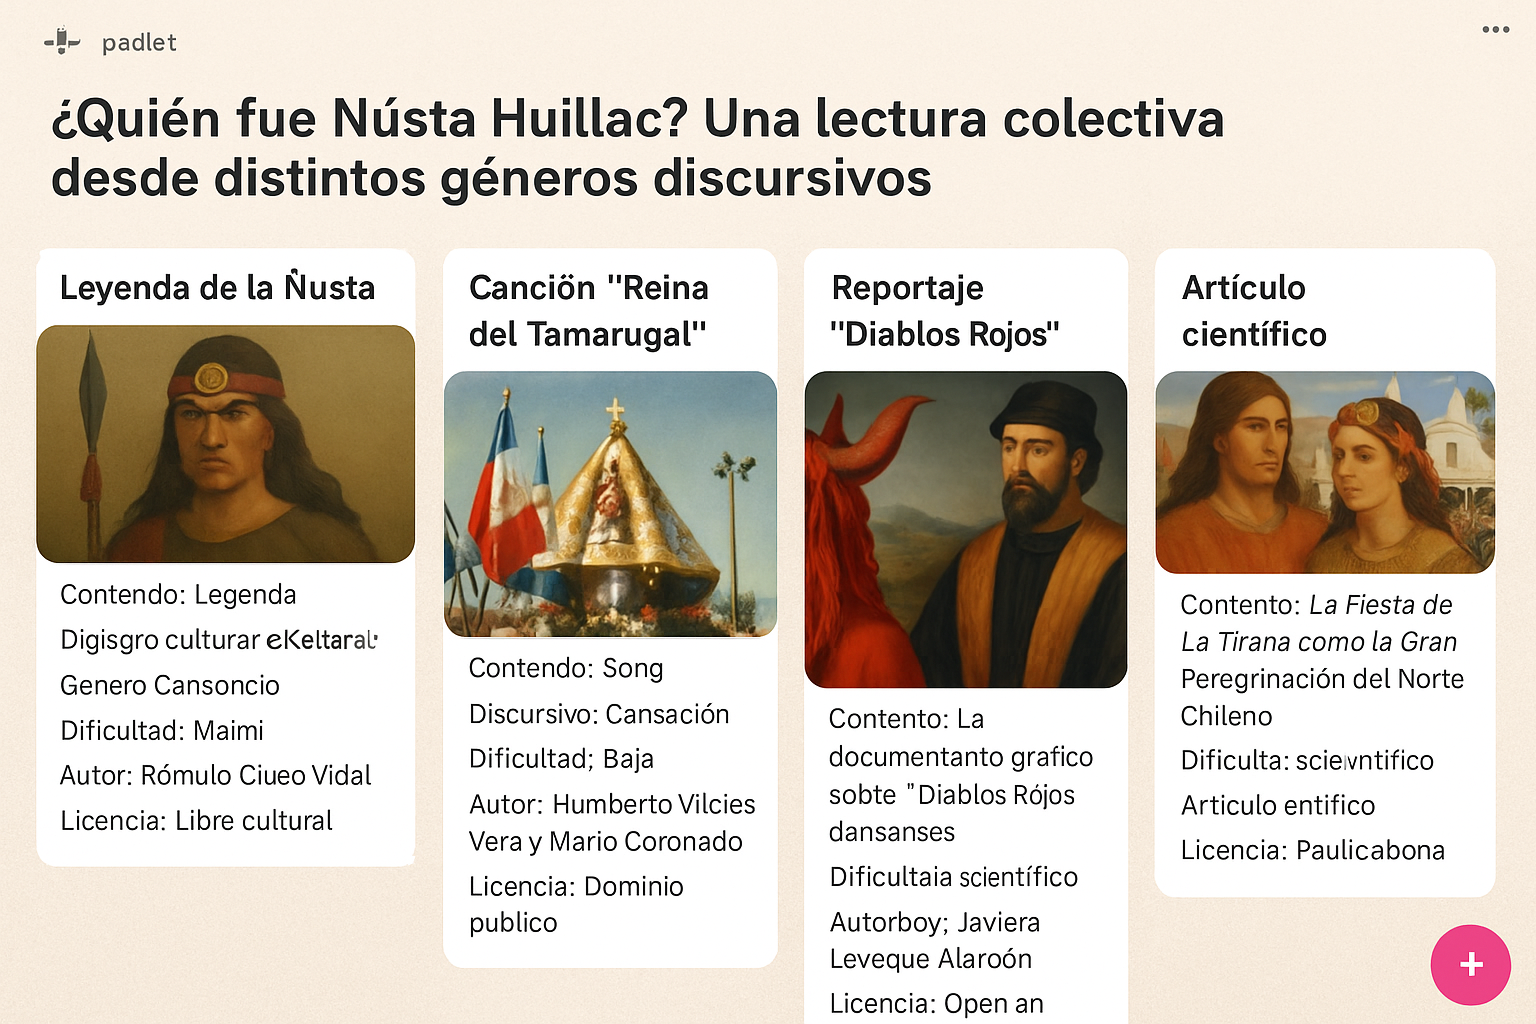 padlet
¿Quién fue Nústa Huillac? Una lectura colectiva
desde distintos géneros discursivos
Leyenda de la Ñusta
Contendo: Legenda
Digisgro culturar
Genero Cansoncio
Dificultad: Maimi
Autor: Rómulo Ciueo Vidal
Licencia: Libre cultural
Canciön "Reina
del Tamarugal"
Contendo: Song
Discursivo: Cansación
Dificultad; Baja
Autor: Humberto Vilcies
Vera y Mario Coronado
Licencia: Dominio
publico
Reportaje
"Diablos Rojos"
Contento: La
documentanto grafico
sobte "Diablos Rójos
dansanses
Dificultaia scientífico
Autorboy; Javiera
Leveque Alaroón
Licencia: Open an
Artículo
científico
Contento: La Fiesta de
La Tirana como la Gran
Peregrinación del Norte
Chileno
Dificulta:
Articulo entifico
Licencia: Paulicabona